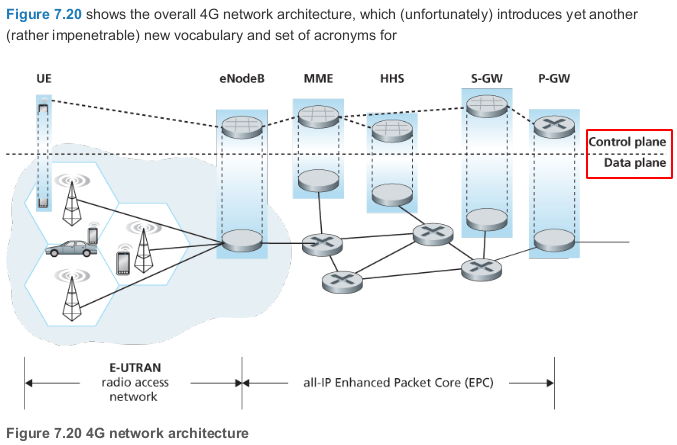 Figure 7.20 shows the overall 4G network architecture, which (unfortunately) introduces yet another
(rather impenetrable) new vocabulary and set of acronyms for
UE eNodeB MME HHS S-GW P-GW
Control plane
Data plane
E-UTRAN
radio access
network
all-IP Enhanced Packet Core (EPC)
Figure 7.20 4G network architecture